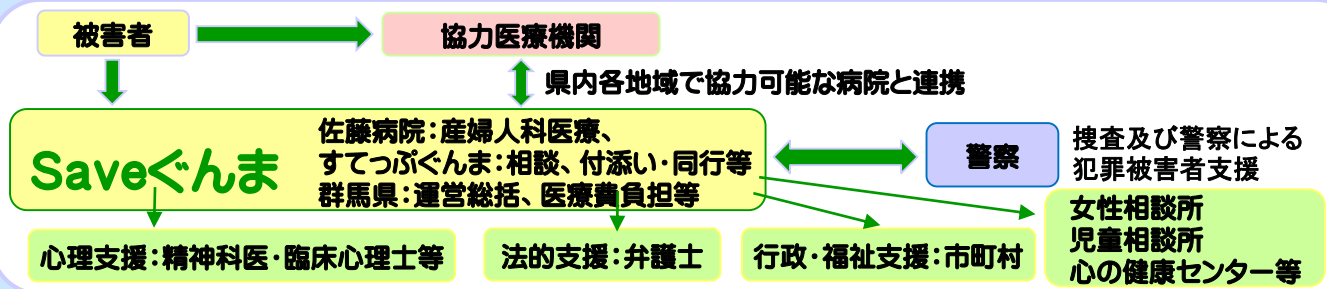 被害者
協力医療機関
県内各地域で協力可能な病院と連携
Saveぐんま
佐藤病院：産婦人科医療、
すてっぷぐんま：相談、付添い・同行等
群馬県：運営総括、医療費負担等
警察
捜査及び警察による
犯罪被害者支援
心理支援：精神科医・臨床心理士等
法的支援：弁護士
行政・福祉支援：市町村
女性相談所
児童相談所
心の健康センター等